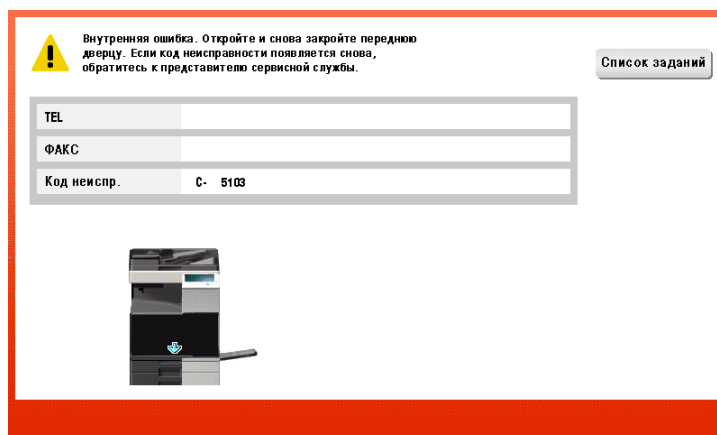 Внутренняя ошибка. Откройте и снова закройте переднюю
дверцу. Если код неисправности появляется снова,
обратитесь к представителю сервисной службы.
Список заданий
TEL
ФАКС
Код неиспр. C- 5103